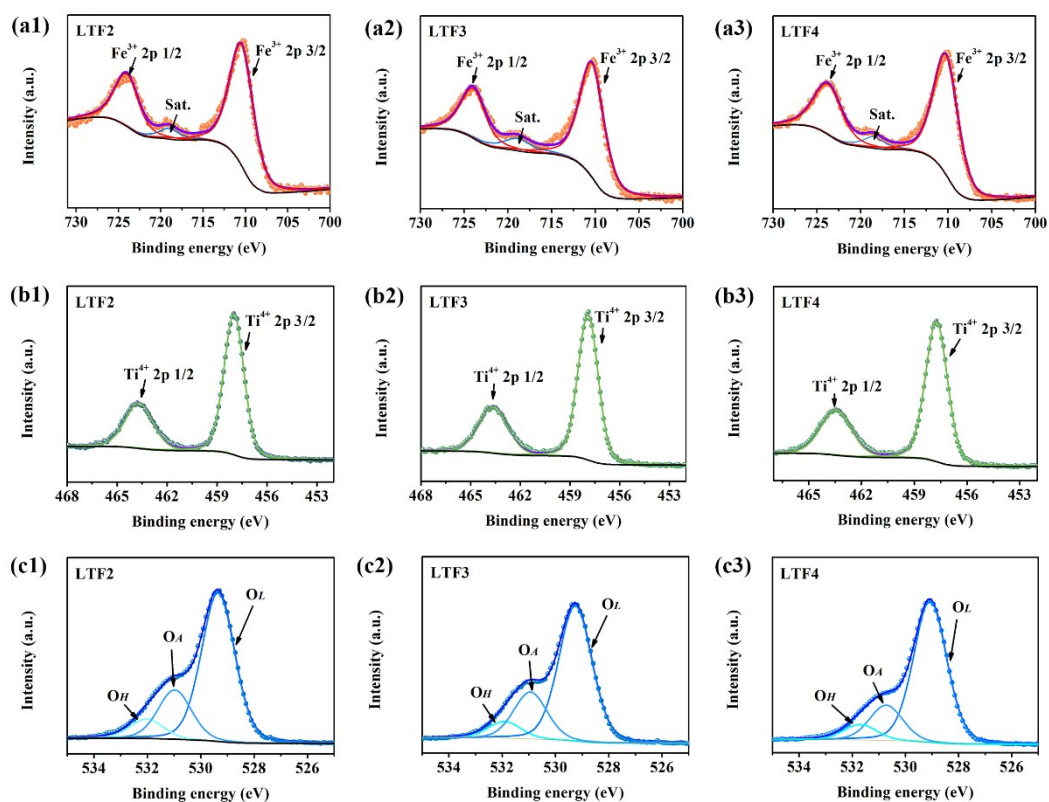 (a1)
LTF2
Fe³⁺ 2p 1/2
Fe³⁺ 2p 3/2
Sat.
Intensity (a.u.)
730 725 720 715 710 705 700
Binding energy (eV)
(a2)
LTF3
Fe³⁺ 2p 1/2
Fe³⁺ 2p 3/2
Sat.
Intensity (a.u.)
730 725 720 715 710 705 700
Binding energy (eV)
(a3)
LTF4
Fe³⁺ 2p 1/2
Fe³⁺ 2p 3/2
Sat.
Intensity (a.u.)
730 725 720 715 710 705 700
Binding energy (eV)
(b1)
LTF2
Ti⁴⁺ 2p 3/2
Ti⁴⁺ 2p 1/2
Intensity (a.u.)
468 465 462 459 456 453
Binding energy (eV)
(b2)
LTF3
Ti⁴⁺ 2p 3/2
Ti⁴⁺ 2p 1/2
Intensity (a.u.)
468 465 462 459 456 453
Binding energy (eV)
(b3)
LTF4
Ti⁴⁺ 2p 3/2
Ti⁴⁺ 2p 1/2
Intensity (a.u.)
465 462 459 456 453
Binding energy (eV)
(c1)
LTF2
OL
OA
OH
Intensity (a.u.)
534 532 530 528 526
Binding energy (eV)
(c2)
LTF3
OL
OA
OH
Intensity (a.u.)
534 532 530 528 526
Binding energy (eV)
(c3)
LTF4
OL
OA
OH
Intensity (a.u.)
534 532 530 528 526
Binding energy (eV)